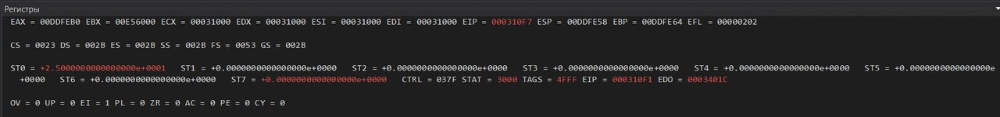 Регистры
EAX = 00DDFEB0 EBX = 00E56000 ECX = 00031000 EDX = 00031000 ESI = 00031000 EDI = 00031000 EIP = 000310F7 ESP = 00DDFE58 EBP = 00DDFE64 EFL = 00000202
CS = 0023 DS = 002B ES = 002B SS = 002B FS = 0053 GS = 002B
ST0 = +2.5000000000000000e+0001 ST1 = +0.0000000000000000e+0000 ST2 = +0.0000000000000000e+0000 ST3 = +0.0000000000000000e+0000 ST4 = +0.0000000000000000e+0000 ST5 = +0.0000000000000000e
+0000 ST6 = +0.0000000000000000e+0000 ST7 = +0.0000000000000000e+0000 CTRL = 037F STAT = 3000 TAGS = 4FFF EIP = 000310F1 EDO = 0003401C
OV = 0 UP = 0 EI = 1 PL = 0 ZR = 0 AC = 0 PE = 0 CY = 0